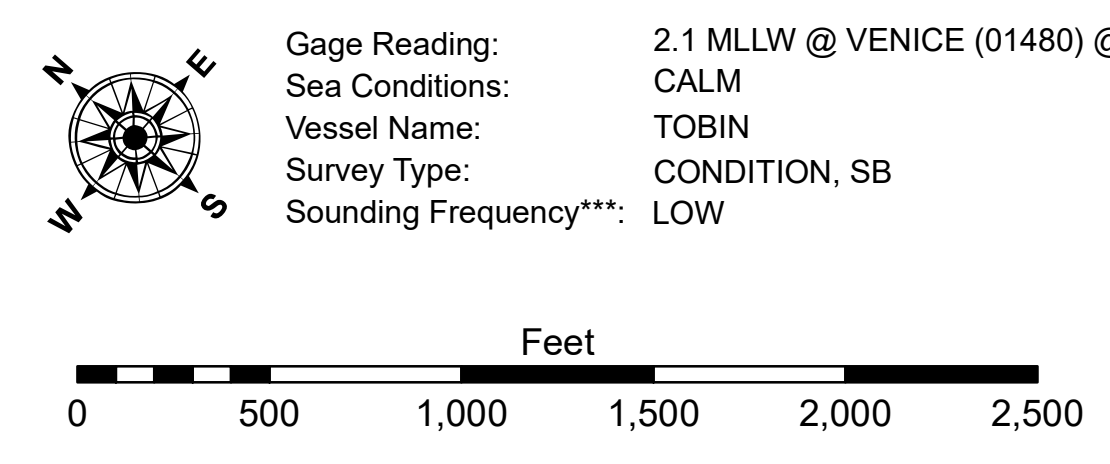 N E
W S
Gage Reading: 2.1 MLLW @ VENICE (01480) @
Sea Conditions: CALM
Vessel Name: TOBIN
Survey Type: CONDITION, SB
Sounding Frequency***: LOW
Feet
0 500 1,000 1,500 2,000 2,500